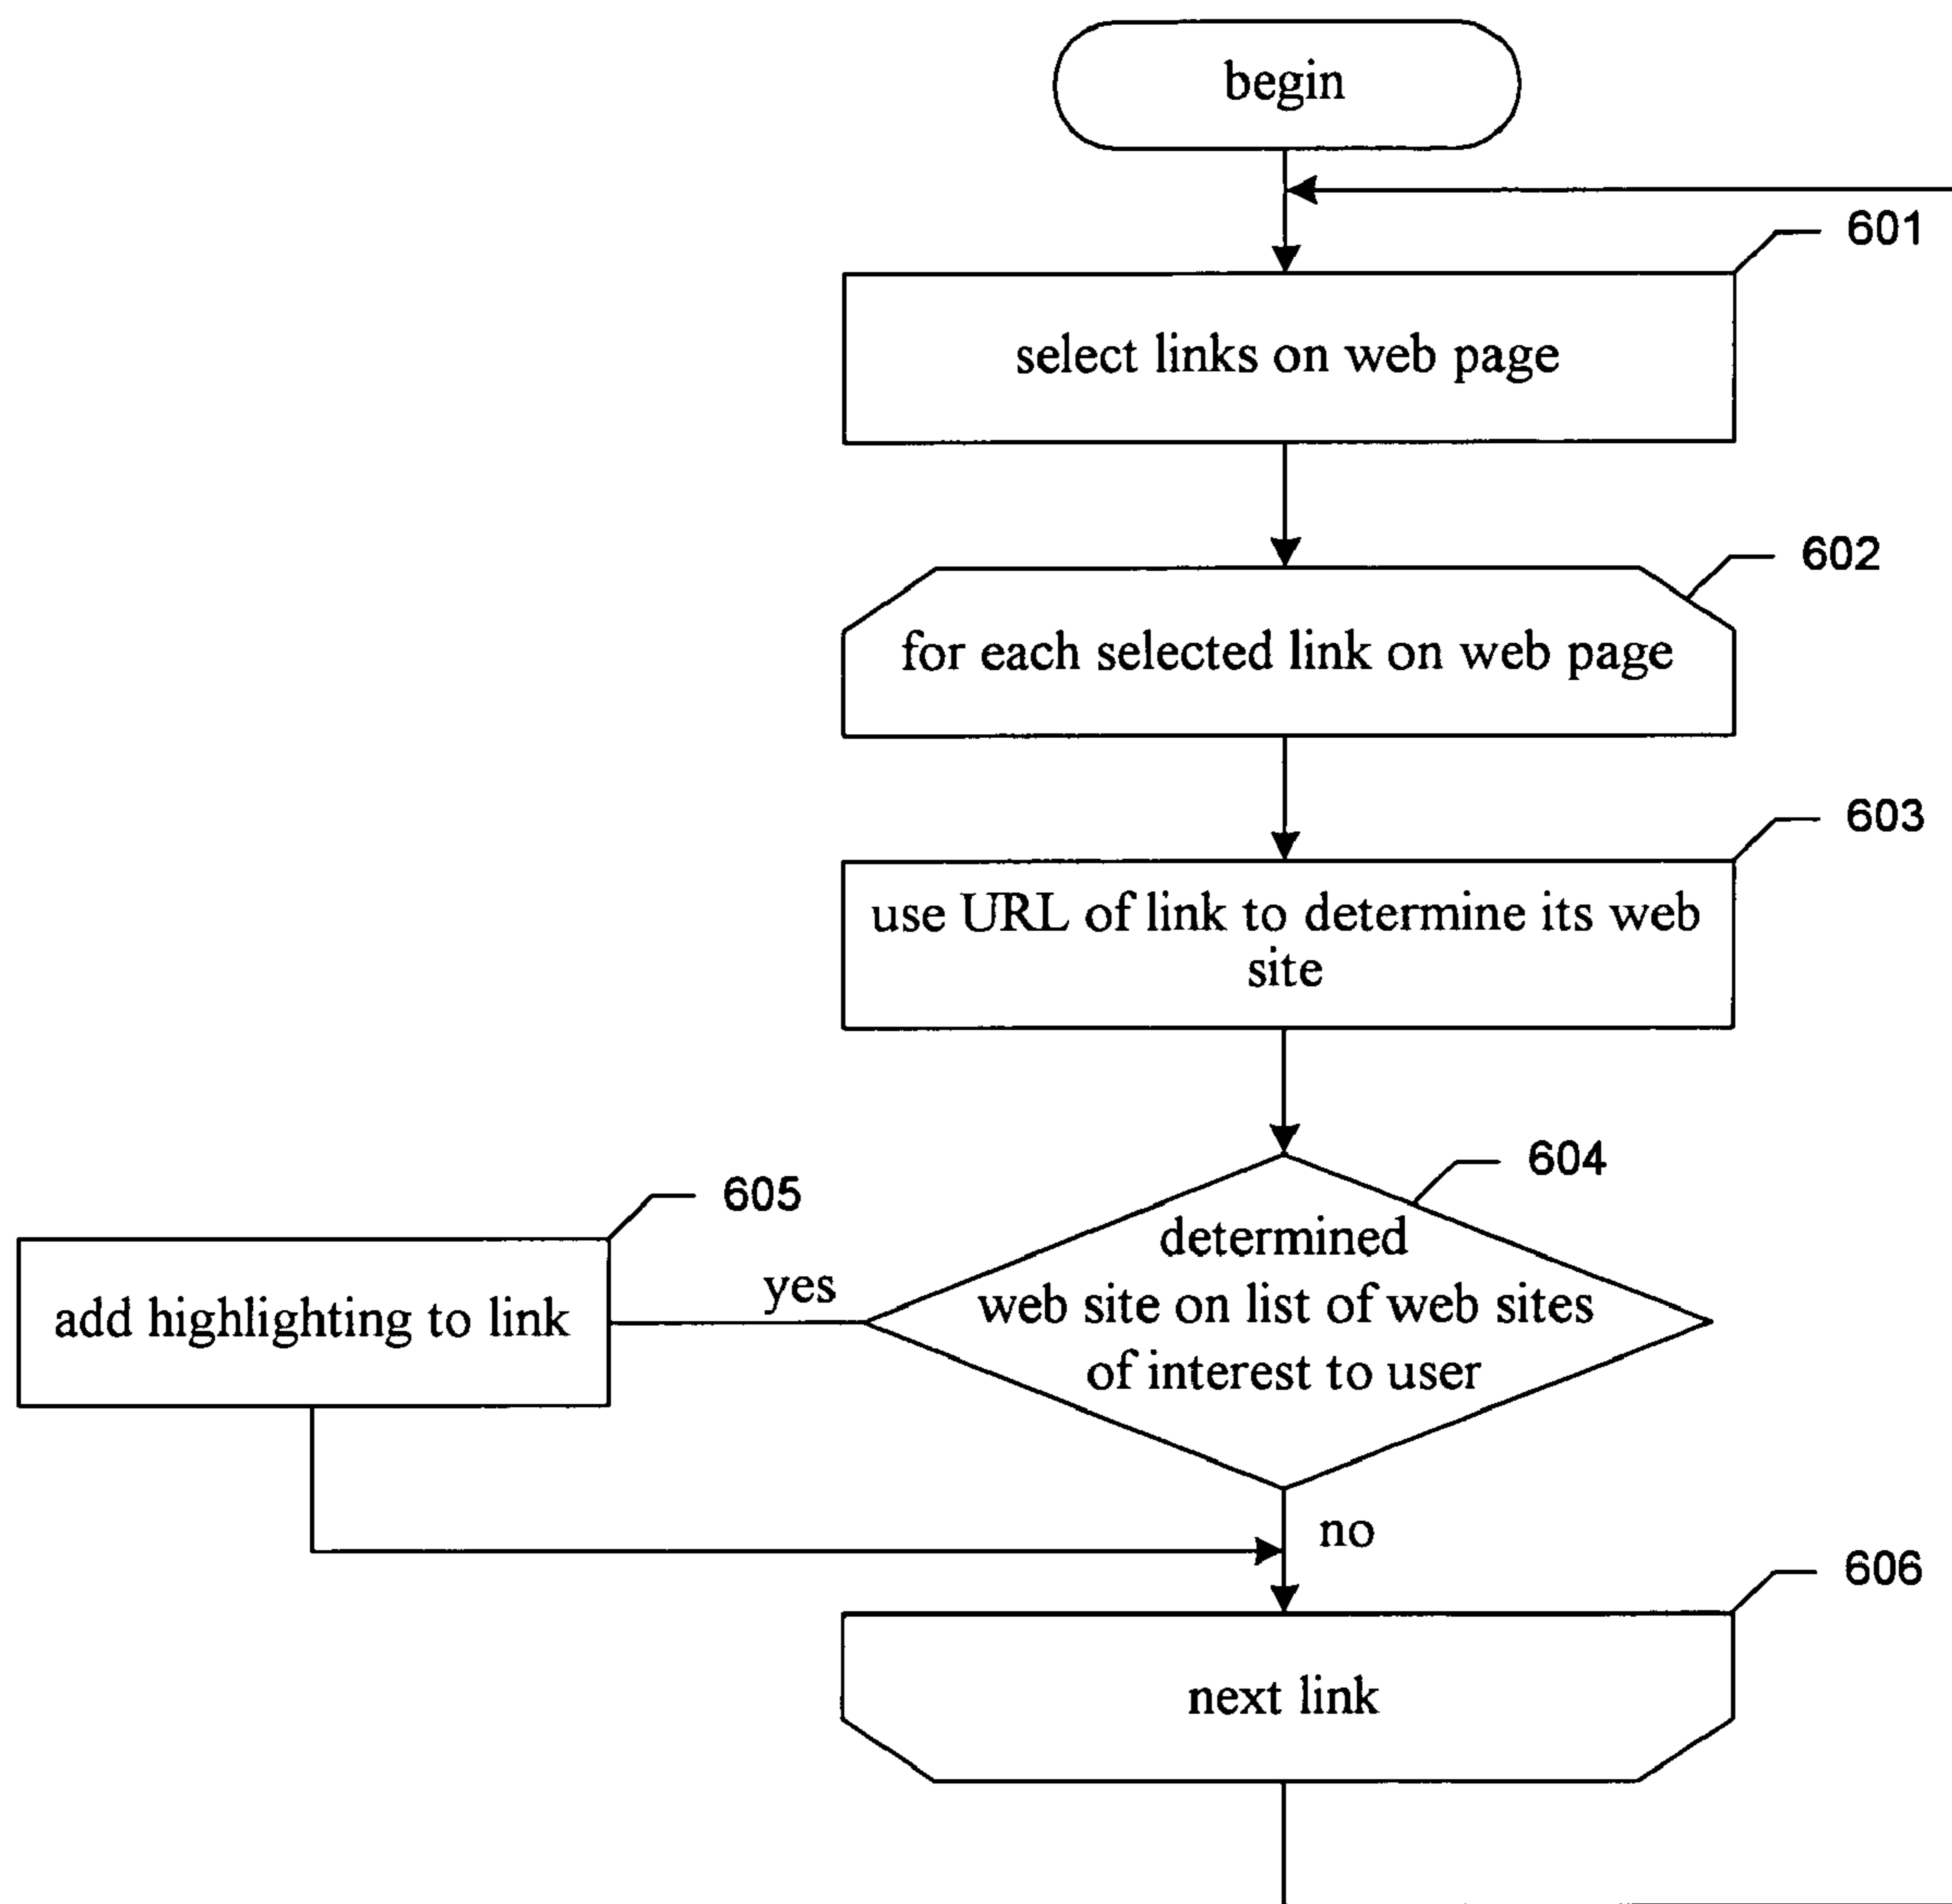 begin
601
select links on web page
602
for each selected link on web page
603
use URL of link to determine its web
site
604
determined
web site on list of web sites
of interest to user
yes
605
add highlighting to link
no
606
next link